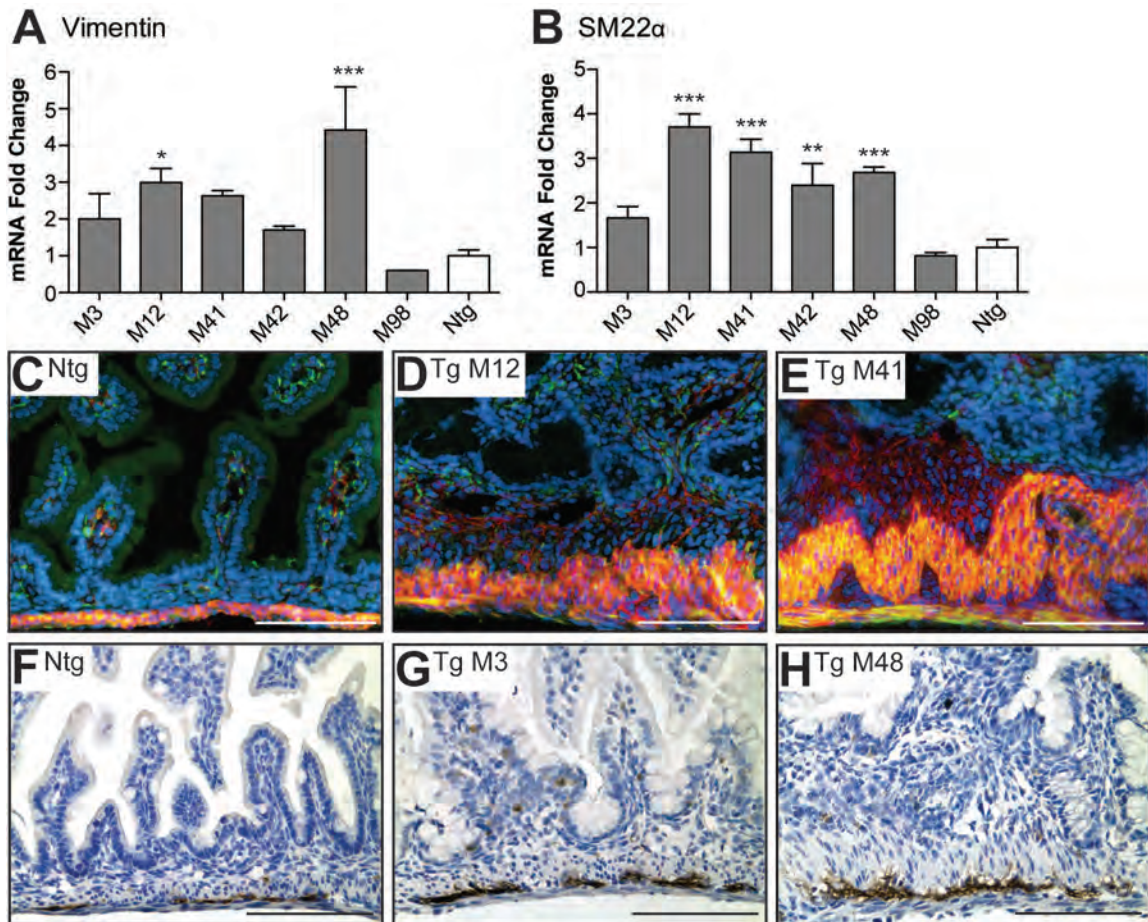 A Vimentin
mRNA Fold Change
6
5
4
3
2
1
0
*
***
M3 M12 M41 M42 M48 M98 Ntg
B SM22α
mRNA Fold Change
5
4
3
2
1
0
***
***
**
***
M3 M12 M41 M42 M48 M98 Ntg
C Ntg
D Tg M12
E Tg M41
F Ntg
G Tg M3
H Tg M48